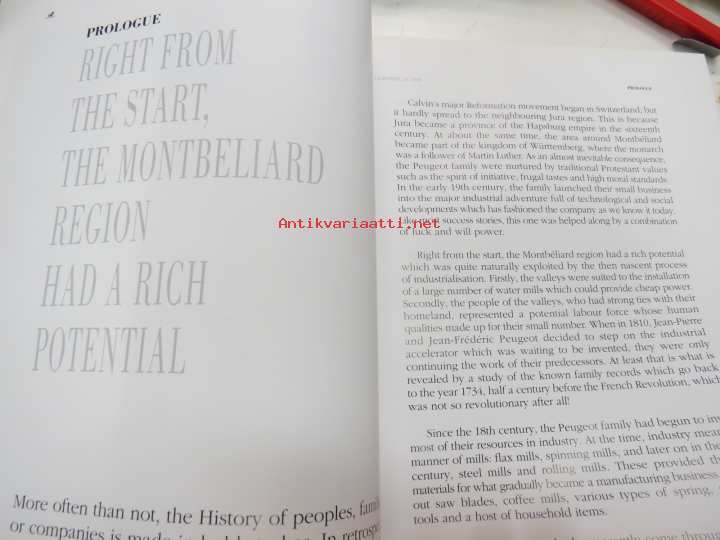 PROLOGUE
RIGHT FROM
THE START,
THE MONTBELIARD
REGION
HAD A RICH
POTENTIAL
More often than not, the History of peoples,
or companies is made
PROLOGUE
Calvin's major Reformation movement began in Switzerland, but
it hardly spread to the neighbouring Jura region. This is because
Jura became a province of the Hapsburg empire in the sixteenth
century. At about the same time, the area around Montbéliard
became part of the kingdom of Württemberg, where the monarch
was a follower of Martin Luther. As an almost inevitable consequence,
the Peugeot family were nurtured by traditional Protestant values
such as the spirit of initiative, frugal tastes and high moral standards.
In the early 19th century, the family launched their small business
into the major industrial adventure full of technological and social
developments which has fashioned the company as we know it today.
Like most success stories, this one was helped along by a combination
of luck and will power.
Antikvariaatti.net
Right from the start, the Montbéliard region had a rich potential
which was quite naturally exploited by the then nascent process
of industrialisation. Firstly, the valleys were suited to the installation
of a large number of water mills which could provide cheap power.
Secondly, the people of the valleys, who had strong ties with their
homeland, represented a potential labour force whose human
qualities made up for their small number. When in 1810, Jean-Pierre
and Jean-Frédéric Peugeot decided to step on the industrial
accelerator which was waiting to be invented, they were only
continuing the work of their predecessors. At least that is what is
revealed by a study of the known family records which go back
to the year 1734, half a century before the French Revolution, which
was not so revolutionary after all!
Since the 18th century, the Peugeot family had begun to
most of their resources in industry. At the time, industry
manner of mills: flax mills, spinning mills, and later on in the
century, steel mills and rolling mills. These provided
materials for what gradually became a manufacturing business,
out saw blades, coffee mills, various types of spring,
tools and a host of household items.